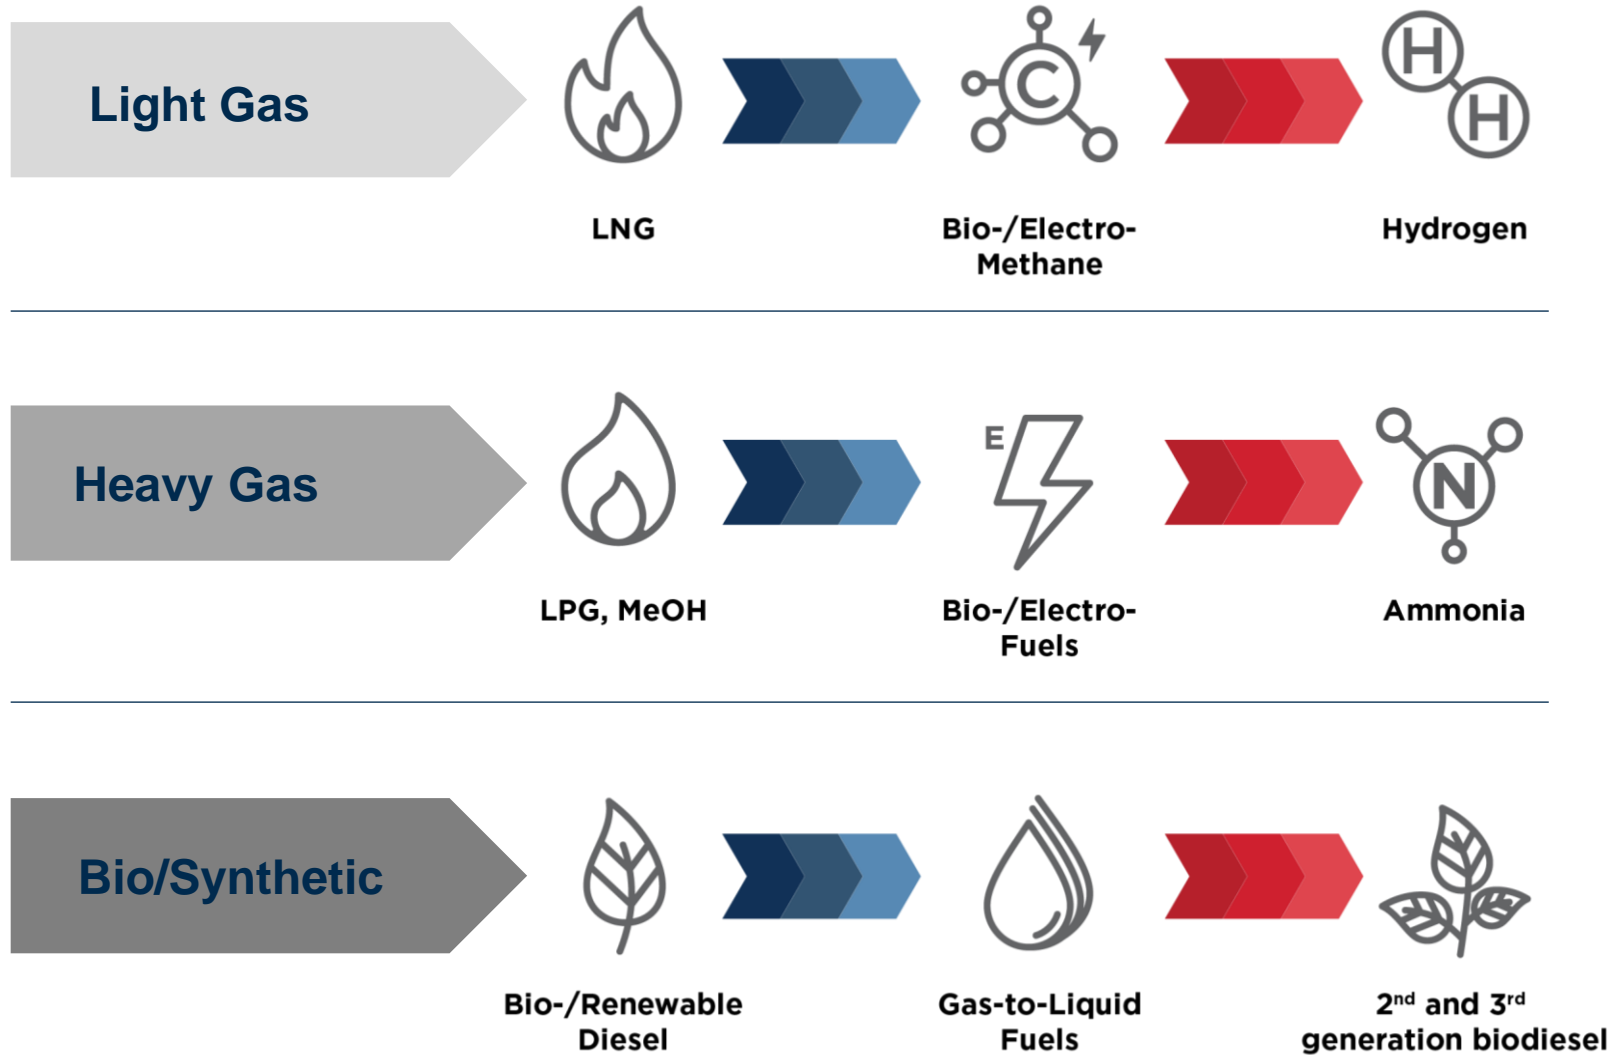 Light Gas
C
H
H
LNG
Bio-/Electro-
Methane
Hydrogen
Heavy Gas
E
N
LPG, MeOH
Bio-/Electro-
Fuels
Ammonia
Bio/Synthetic
Bio-/Renewable
Diesel
Gas-to-Liquid
Fuels
2nd and 3rd
generation biodiesel